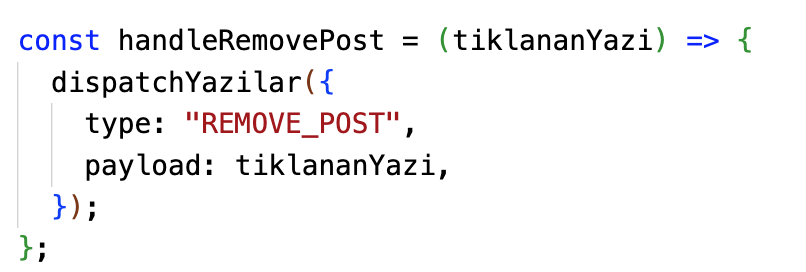 const handleRemovePost = (tiklananYazi) => {
  dispatchYazilar({
    type: "REMOVE_POST",
    payload: tiklananYazi,
  });
};